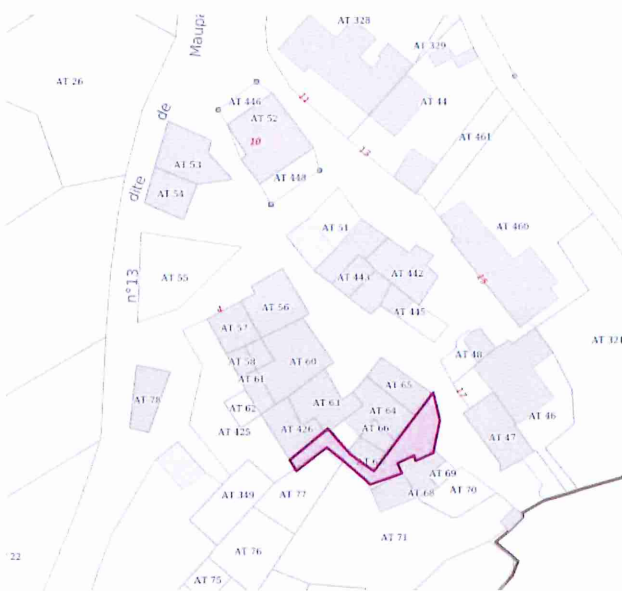 AT 328
Maupa
AT 329
AT 26
AT 446
11
AT 44
AT 52
de
10
13
AT 461
AT 53
AT 448
dite
AT 54
AT 51
AT 460
AT 443
AT 442
AT 55
n°13
15
4
AT 56
AT 445
AT 57
AT 321
AT 58
AT 60
AT 48
AT 61
AT 65
17
AT 28
AT 62
AT 63
AT 64
AT 46
AT 425
AT 426
AT 66
AT 47
AT 69
AT 349
AT 77
AT 68
AT 70
AT 71
AT 76
22
AT 75